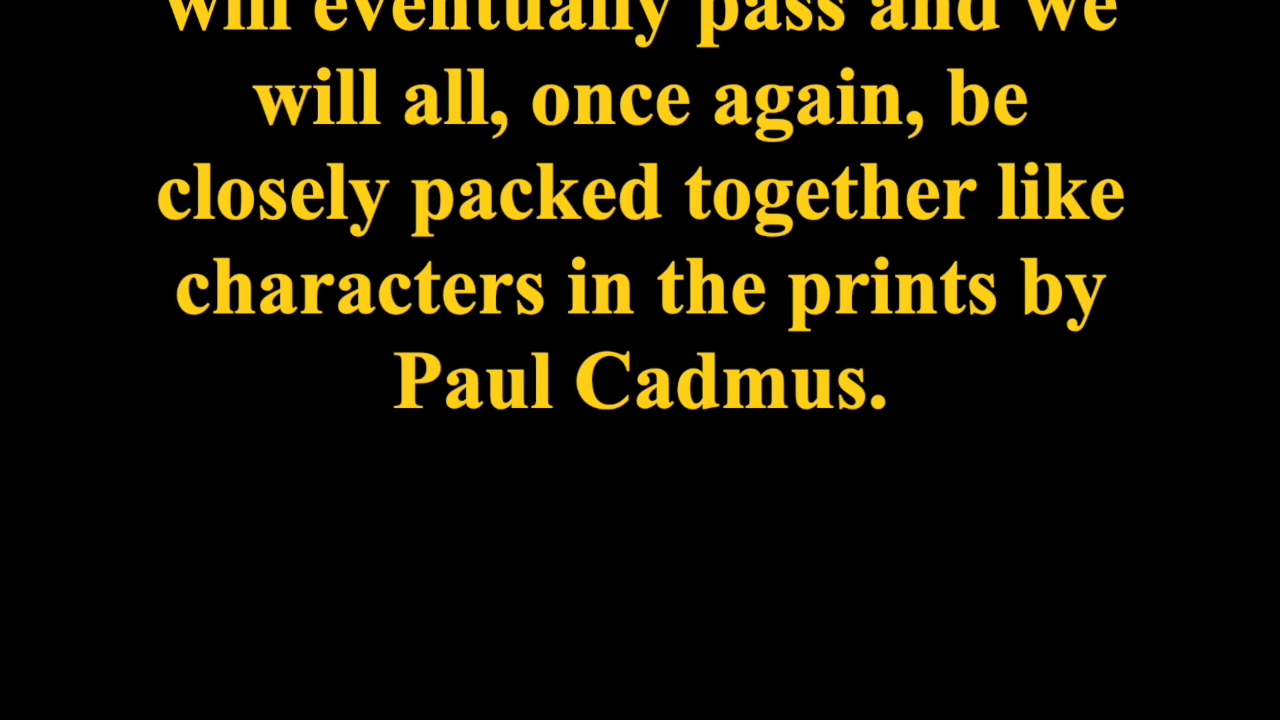 will eventually pass and we
will all, once again, be
closely packed together like
characters in the prints by
Paul Cadmus.